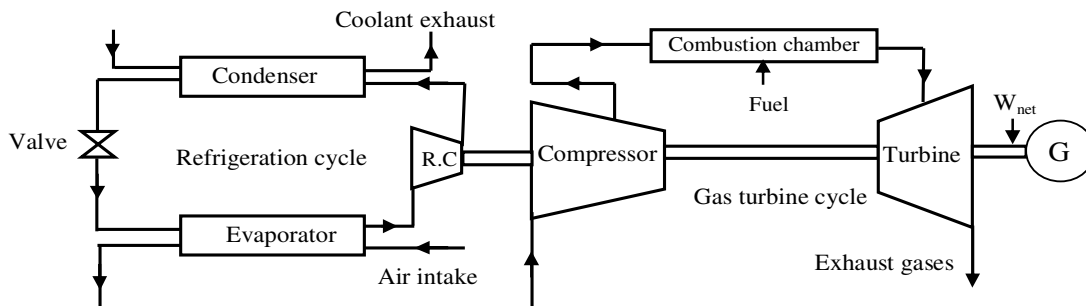 Coolant exhaust
Combustion chamber
Condenser
Fuel
W_net
Valve
Refrigeration cycle
R.C
Compressor
Turbine
G
Gas turbine cycle
Evaporator
Air intake
Exhaust gases